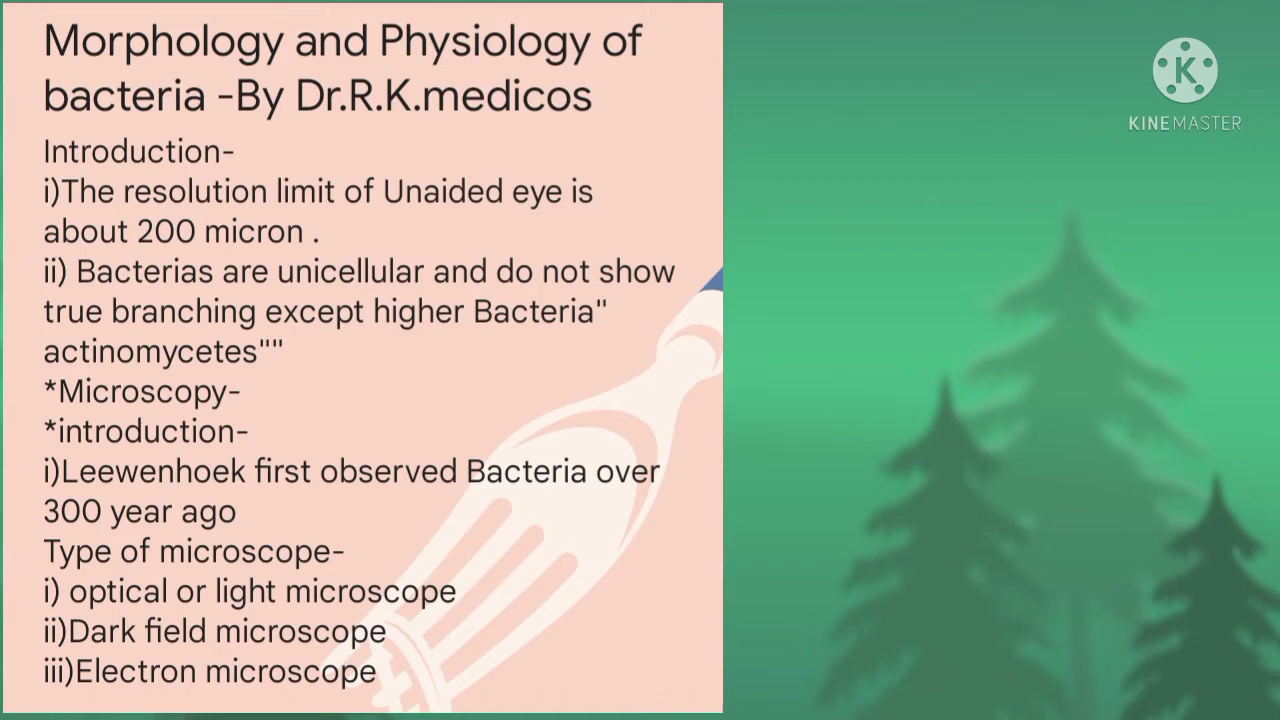 Morphology and Physiology of
bacteria -By Dr.R.K.medicos
Introduction-
i)The resolution limit of Unaided eye is
about 200 micron .
ii) Bacterias are unicellular and do not show
true branching except higher Bacteria"
actinomycetes""
*Microscopy-
*introduction-
i)Leewenhoek first observed Bacteria over
300 year ago
Type of microscope-
i) optical or light microscope
ii)Dark field microscope
iii)Electron microscope
K
KINEMASTER